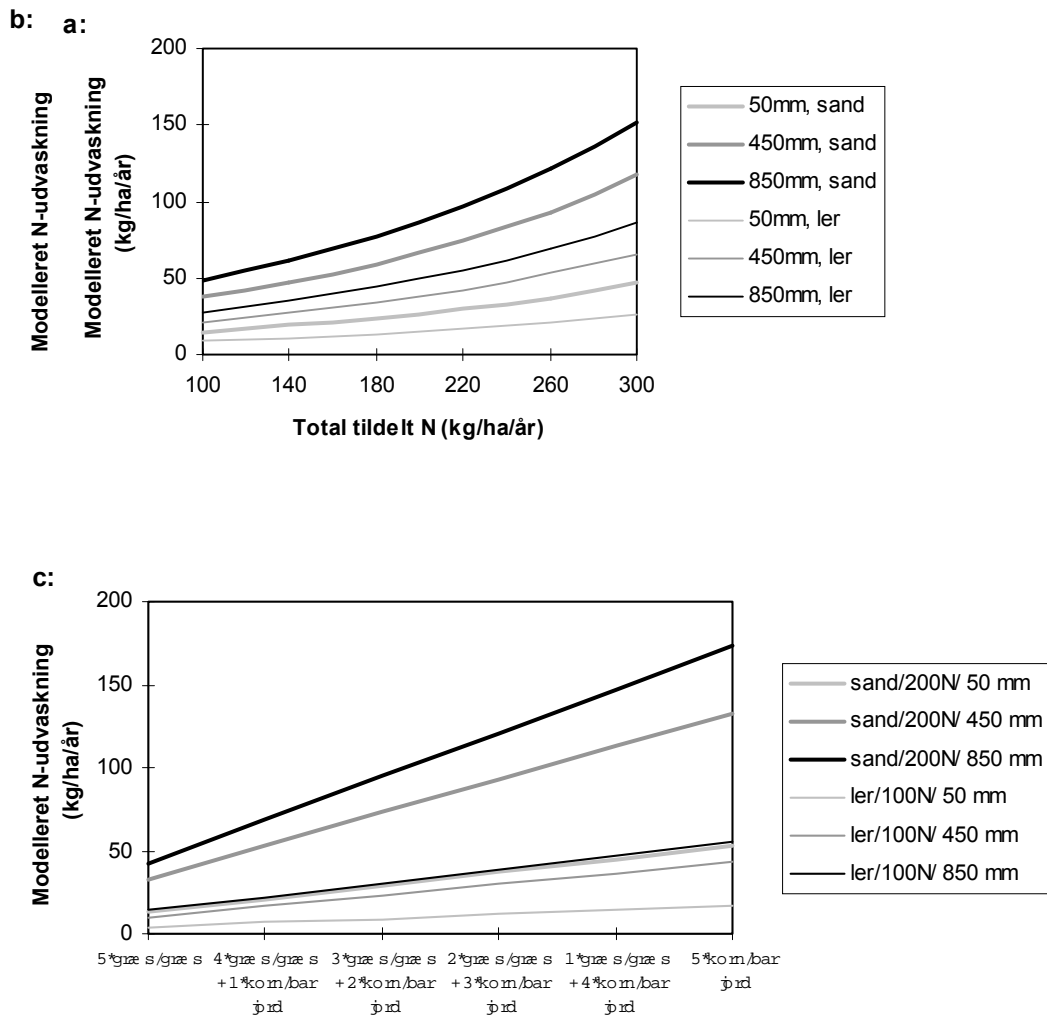 b:
a:
Modelleret N-udvaskning
Modelleret N-udvaskning
(kg/ha/år)
200
150
100
50
0
100 140 180 220 260 300
Total tildelt N (kg/ha/år)
50mm, sand
450mm, sand
850mm, sand
50mm, ler
450mm, ler
850mm, ler
c:
Modelleret N-udvaskning
(kg/ha/år)
200
150
100
50
0
5*græs/græs 4*græs/græs 3*græs/græs 2*græs/græs 1*græs/græs 5*korn/bar
+1*korn/bar +2*korn/bar +3*korn/bar +4*korn/bar jord
jord jord jord jord
sand/200N/ 50 mm
sand/200N/ 450 mm
sand/200N/ 850 mm
ler/100N/ 50 mm
ler/100N/ 450 mm
ler/100N/ 850 mm